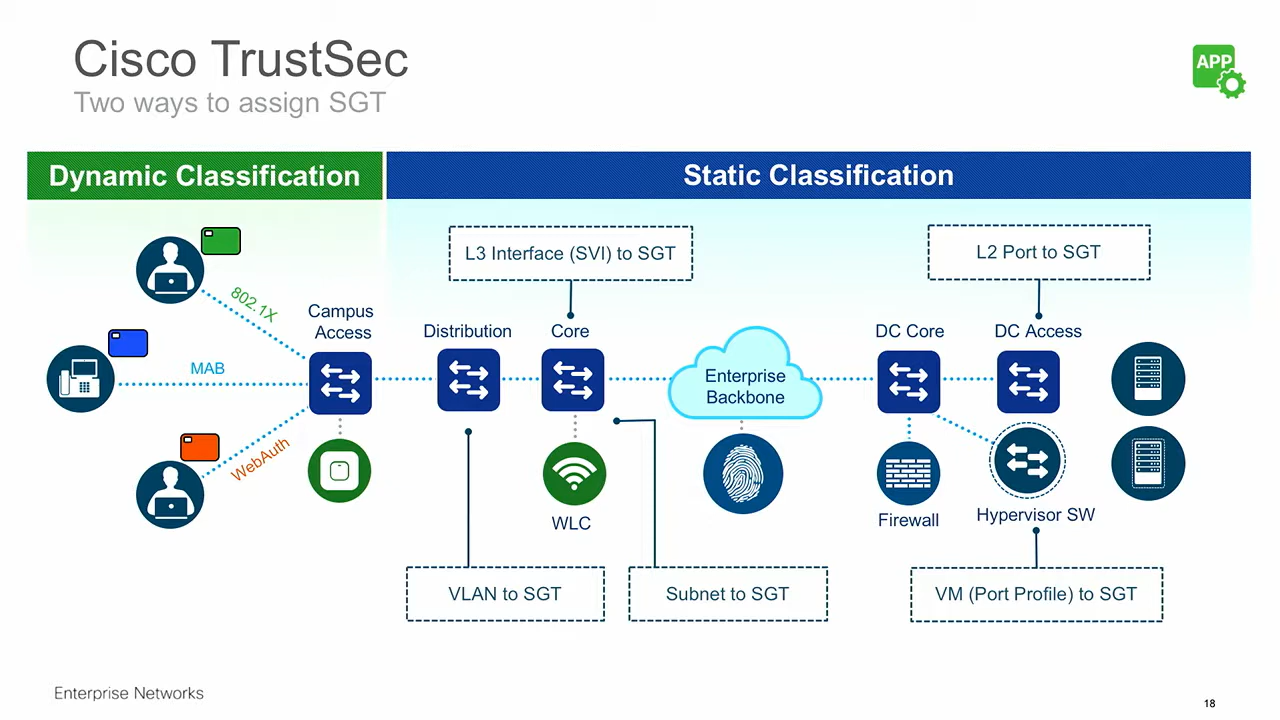 Cisco TrustSec
Two ways to assign SGT
APP
Dynamic Classification
Static Classification
L3 Interface (SVI) to SGT
L2 Port to SGT
802.1X
Campus
Access
Distribution
Core
DC Core
DC Access
MAB
Enterprise
Backbone
WebAuth
WLC
Firewall
Hypervisor SW
VLAN to SGT
Subnet to SGT
VM (Port Profile) to SGT
Enterprise Networks
18